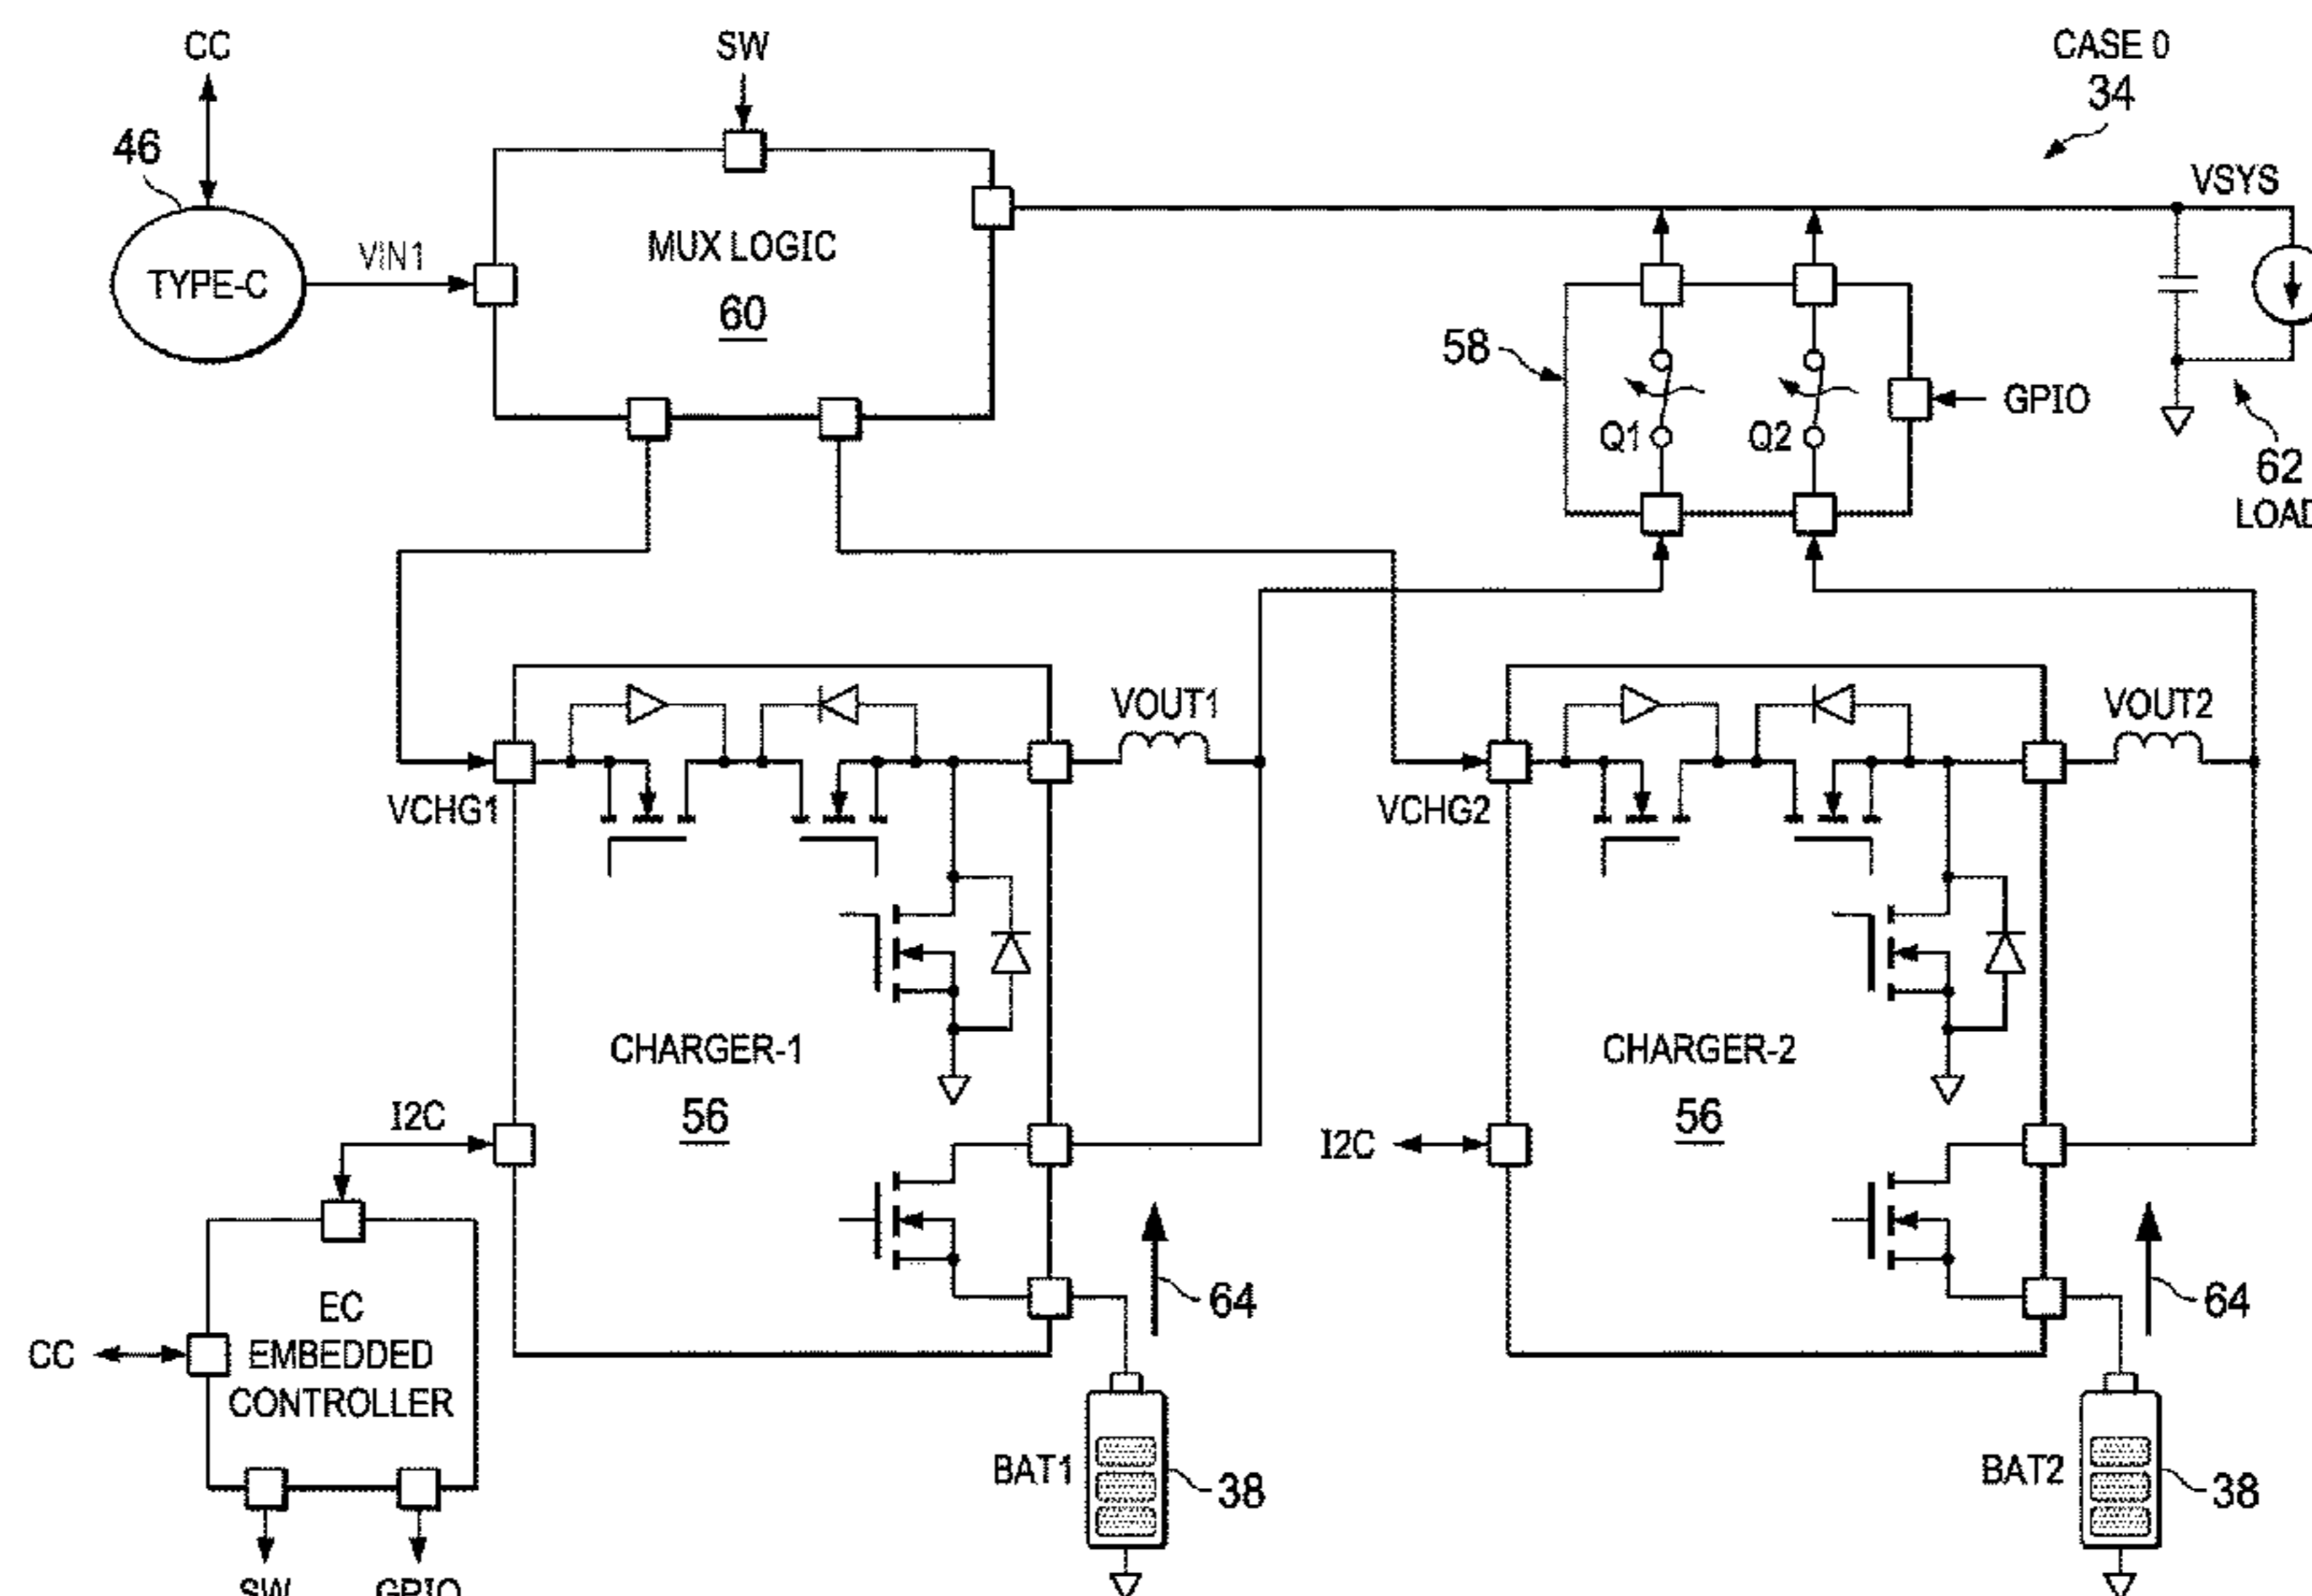 CC
SW
CASE 0
34
46
VSYS
TYPE-C
VIN1
MUX LOGIC
60
58
Q1
Q2
GPIO
62
LOAD
VOUT1
VOUT2
VCHG1
VCHG2
CHARGER-1
56
CHARGER-2
56
I2C
I2C
EC
EMBEDDED
CONTROLLER
CC
64
64
BAT1
38
BAT2
38
SW
GPIO